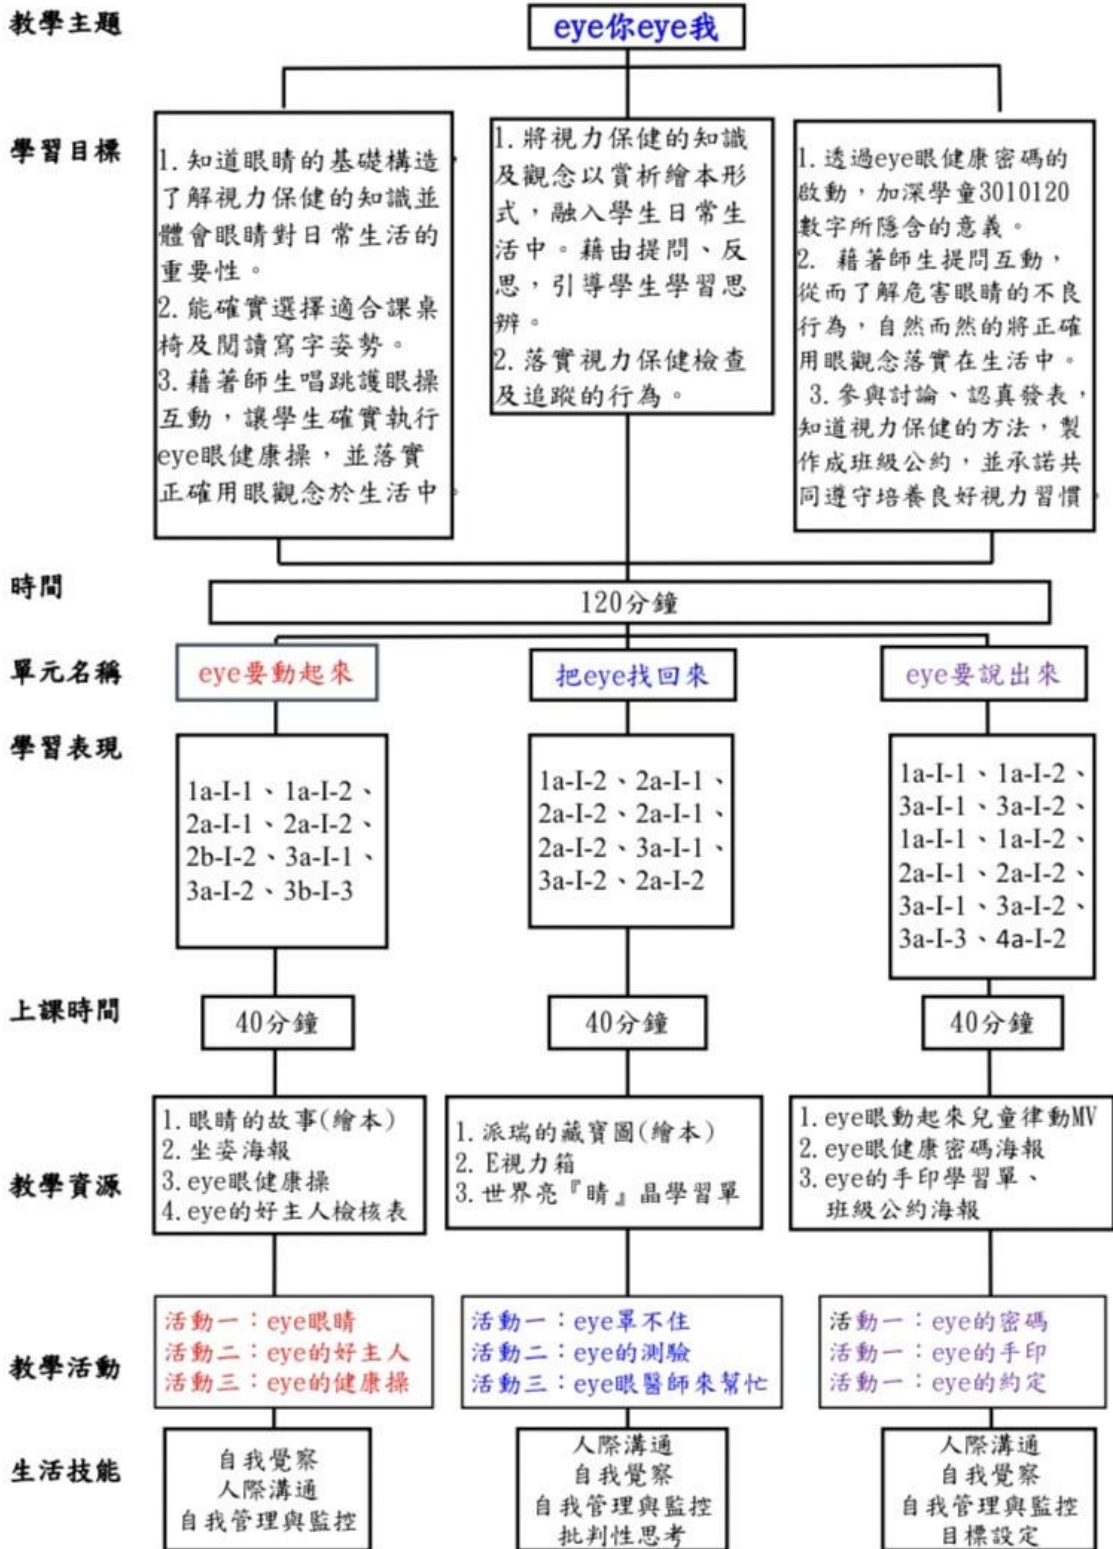 教學主題
eye你eye我
學習目標
1. 知道眼睛的基礎構造，
了解視力保健的知識並
體會眼睛對日常生活的
重要性。
2. 能確實選擇適合課桌
椅及閱讀寫字姿勢。
3. 藉著師生唱跳護眼操
互動，讓學生確實執行
eye眼健康操，並落實
正確用眼觀念於生活中。
1. 將視力保健的知識
及觀念以賞析繪本形
式，融入學生日常生
活中。藉由提問、反
思，引導學生學習思
辨。
2. 落實視力保健檢查
及追蹤的行為。
1. 透過eye眼健康密碼的
啟動，加深學童3010120
數字所隱含的意義。
2. 藉著師生提問互動，
從而了解危害眼睛的不良
行為，自然而然的將正確
用眼觀念落實在生活中。
3. 參與討論、認真發表，
知道視力保健的方法，製
作成班級公約，並承諾共
同遵守培養良好視力習慣。
時間
120分鐘
單元名稱
eye要動起來
把eye找回來
eye要說出來
學習表現
1a-I-1、1a-I-2、
2a-I-1、2a-I-2、
2b-I-2、3a-I-1、
3a-I-2、3b-I-3
1a-I-2、2a-I-1、
2a-I-2、2a-I-1、
2a-I-2、3a-I-1、
3a-I-2、2a-I-2
1a-I-1、1a-I-2、
3a-I-1、3a-I-2、
1a-I-1、1a-I-2、
2a-I-1、2a-I-2、
3a-I-1、3a-I-2、
3a-I-3、4a-I-2
上課時間
40分鐘
40分鐘
40分鐘
教學資源
1. 眼睛的故事(繪本)
2. 坐姿海報
3. eye眼健康操
4. eye的好主人檢核表
1. 派瑞的藏寶圖(繪本)
2. E視力箱
3. 世界亮『晴』晶學習單
1. eye眼動起來兒童律動MV
2. eye眼健康密碼海報
3. eye的手印學習單、
班級公約海報
教學活動
活動一：eye眼睛
活動二：eye的好主人
活動三：eye的健康操
活動一：eye罩不住
活動二：eye的測驗
活動三：eye眼醫師來幫忙
活動一：eye的密碼
活動一：eye的手印
活動一：eye的約定
生活技能
自我覺察
人際溝通
自我管理與監控
人際溝通
自我覺察
自我管理與監控
批判性思考
人際溝通
自我覺察
自我管理與監控
目標設定